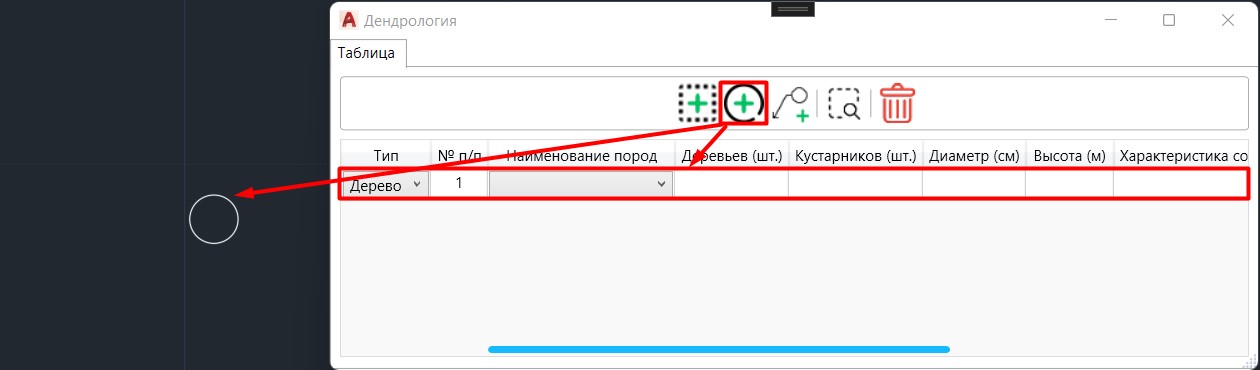 Дендрология
Таблица
Тип № п/п Наименование пород Деревьев (шт.) Кустарников (шт.) Диаметр (см) Высота (м) Характеристика со
Дерево 1